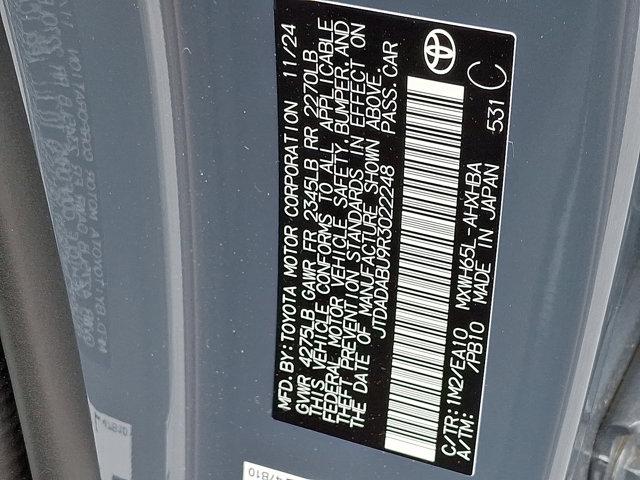 MFD.BY:TOYOTA MOTOR CORPORATION 11/24
GVWR 4275LB GAWR FR 2345LB RR 2270LB
THIS VEHICLE CONFORMS TO ALL APPLICABLE
FEDERAL MOTOR VEHICLE SAFETY, BUMPER, AND
THEFT PREVENTION STANDARDS IN EFFECT ON
THE DATE OF MANUFACTURE SHOWN ABOVE.
JTDADABU9R3022248 PASS.CAR
C/TR:1M2/EA10 MXWH65L-AHXHBA
A/TM: /PB10 MADE IN JAPAN 531 C